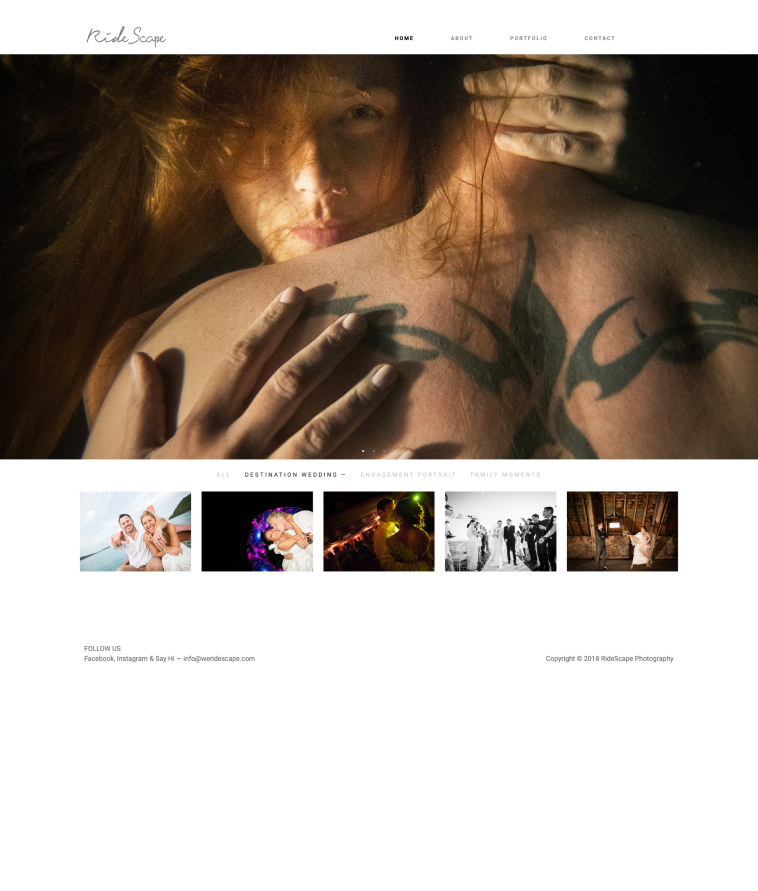 RideScape
HOME ABOUT PORTFOLIO CONTACT
ALL DESTINATION WEDDING — ENGAGEMENT PORTRAIT FAMILY MOMENTS
FOLLOW US
Facebook, Instagram & Say Hi — info@weridescape.com
Copyright © 2018 RideScape Photography